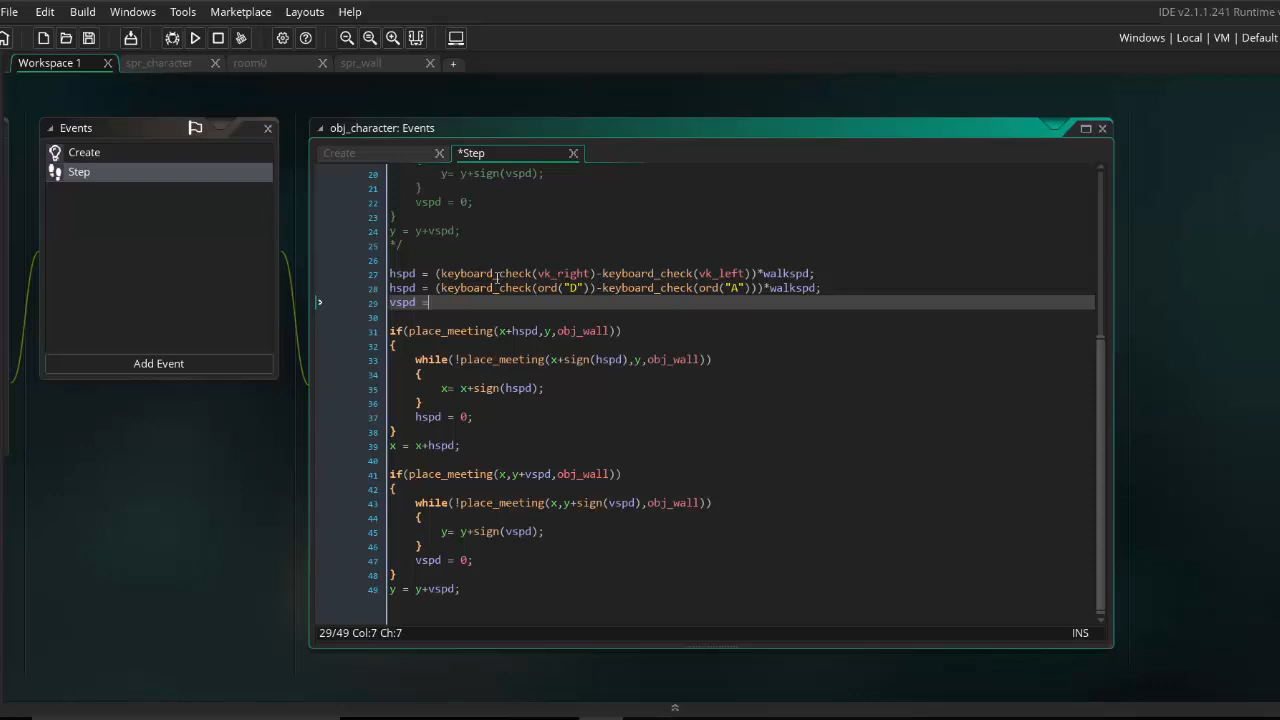 File Edit Build Windows Tools Marketplace Layouts Help IDE v2.1.1.241 Runtime
Windows | Local | VM | Default
Workspace 1 spr_character room0 spr_wall +
Events
Create
Step
Add Event
obj_character: Events
Create *Step
20 y= y+sign(vspd);
21 }
22 vspd = 0;
23 }
24 y = y+vspd;
25 */
26
27 hspd = (keyboard_check(vk_right)-keyboard_check(vk_left))*walkspd;
28 hspd = (keyboard_check(ord("D"))-keyboard_check(ord("A")))*walkspd;
29 vspd =
30
31 if(place_meeting(x+hspd,y,obj_wall))
32 {
33 while(!place_meeting(x+sign(hspd),y,obj_wall))
34 {
35 x= x+sign(hspd);
36 }
37 hspd = 0;
38 }
39 x = x+hspd;
40
41 if(place_meeting(x,y+vspd,obj_wall))
42 {
43 while(!place_meeting(x,y+sign(vspd),obj_wall))
44 {
45 y= y+sign(vspd);
46 }
47 vspd = 0;
48 }
49 y = y+vspd;
29/49 Col:7 Ch:7 INS